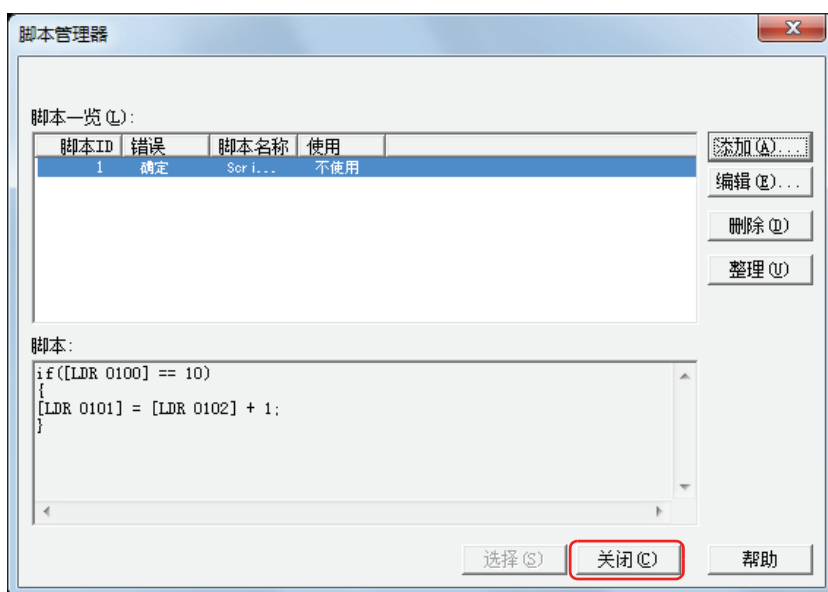 脚本管理器
脚本一览(L):
脚本ID 错误 脚本名称 使用
1 确定 Scri... 不使用
添加(A)...
编辑(E)...
删除(D)
整理(U)
脚本:
if([LDR 0100] == 10)
{
[LDR 0101] = [LDR 0102] + 1;
}
选择(S) 关闭(C) 帮助